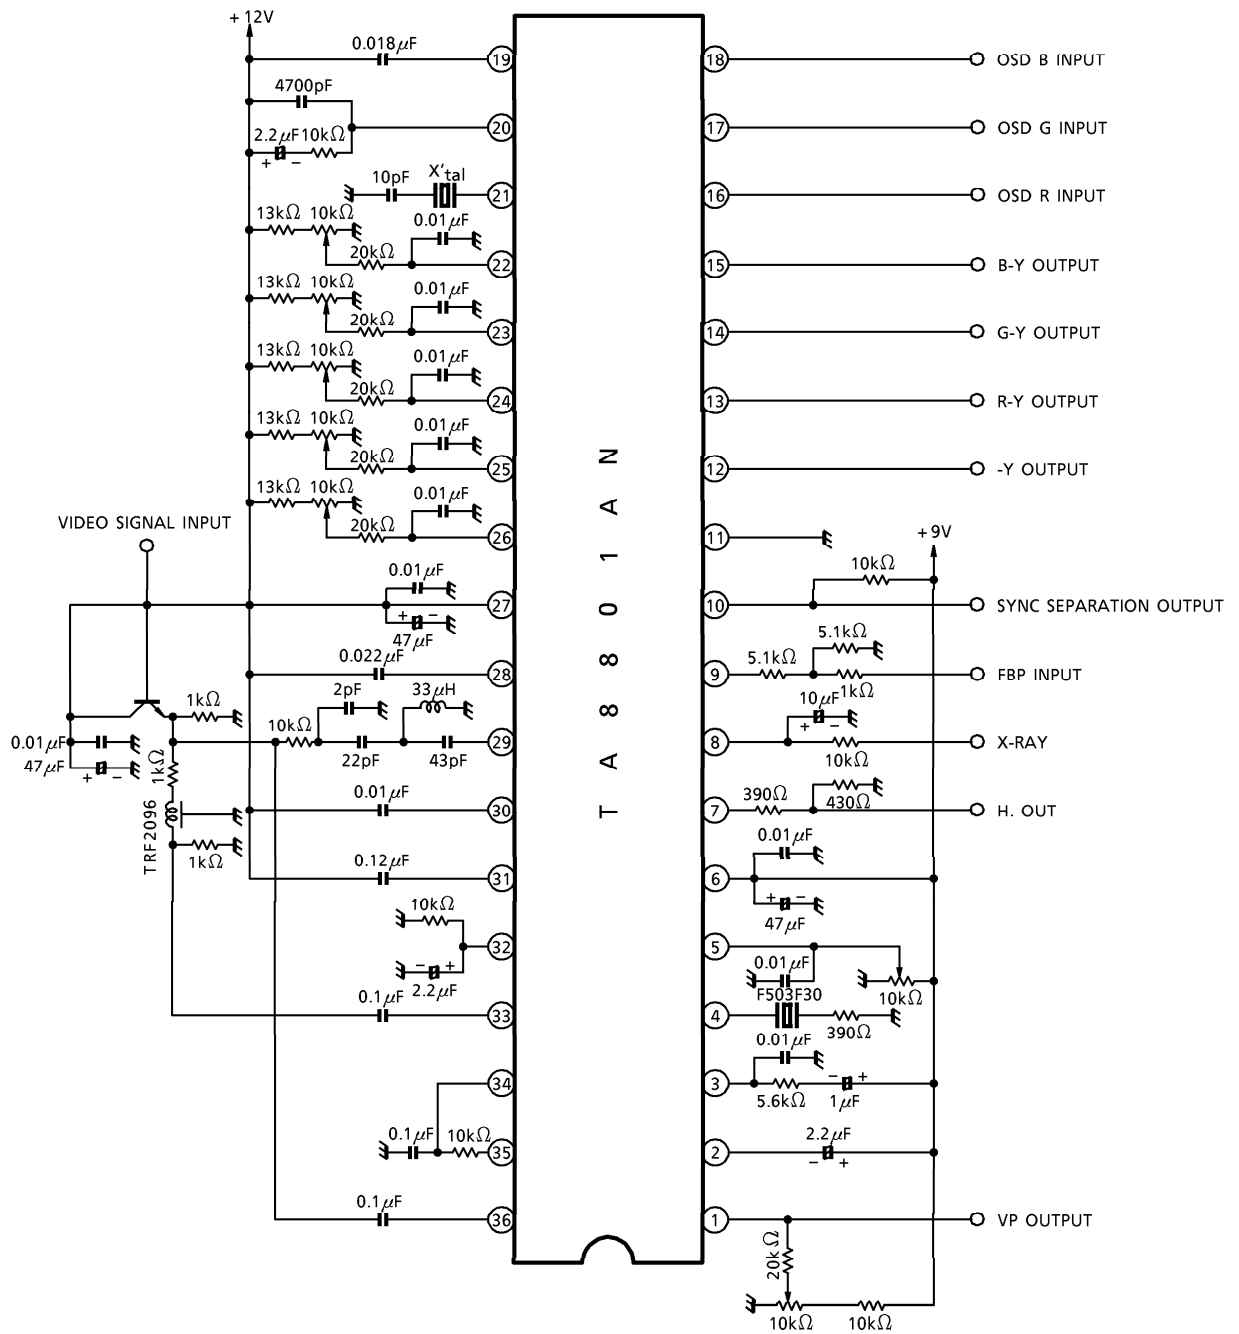 +12V
0.018μF
19
18
OSD B INPUT
4700pF
2.2μF 10kΩ
+ −
20
17
OSD G INPUT
X'tal
10pF
21
16
OSD R INPUT
13kΩ 10kΩ
0.01μF
20kΩ
22
15
B-Y OUTPUT
13kΩ 10kΩ
0.01μF
20kΩ
23
14
G-Y OUTPUT
13kΩ 10kΩ
0.01μF
20kΩ
24
13
R-Y OUTPUT
13kΩ 10kΩ
0.01μF
20kΩ
25
12
-Y OUTPUT
13kΩ 10kΩ
0.01μF
20kΩ
26
11
TA8801AN
VIDEO SIGNAL INPUT
+9V
10kΩ
0.01μF
27
+ −
47μF
10
SYNC SEPARATION OUTPUT
0.022μF
28
5.1kΩ
5.1kΩ
1kΩ
9
FBP INPUT
1kΩ
2pF
33μH
10kΩ
22pF
43pF
29
10μF
+ −
10kΩ
8
X-RAY
0.01μF
47μF
+ −
1kΩ
TRF2096
1kΩ
0.01μF
30
390Ω
430Ω
7
H. OUT
0.12μF
31
0.01μF
6
+ −
47μF
10kΩ
32
− +
2.2μF
5
0.01μF
10kΩ
0.1μF
33
F503F30
4
390Ω
34
0.01μF
3
5.6kΩ
− +
1μF
0.1μF
10kΩ
35
2.2μF
2
− +
0.1μF
36
1
VP OUTPUT
20kΩ
10kΩ
10kΩ